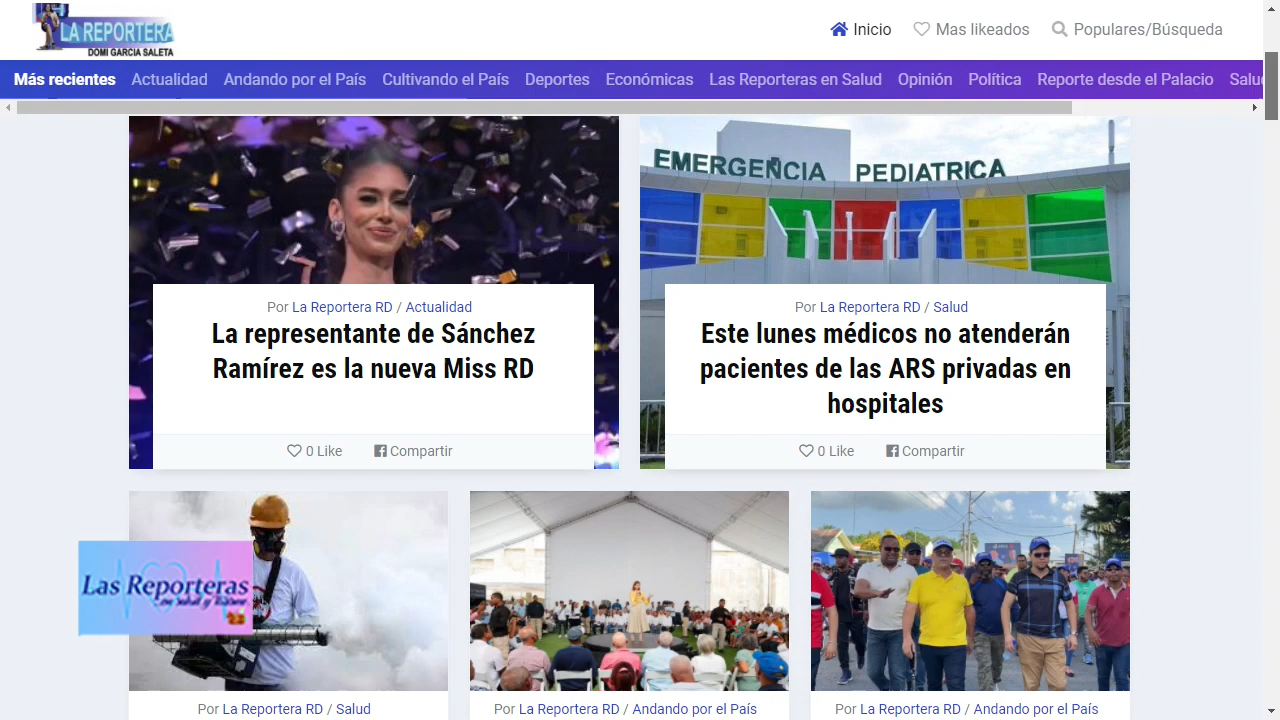 LA REPORTERA
DOMI GARCIA SALETA
Inicio
Mas likeados
Populares/Búsqueda
Más recientes
Actualidad
Andando por el País
Cultivando el País
Deportes
Económicas
Las Reporteras en Salud
Opinión
Política
Reporte desde el Palacio
EMERGENCIA PEDIATRICA
Por La Reportera RD / Actualidad
La representante de Sánchez
Ramírez es la nueva Miss RD
0 Like
Compartir
Por La Reportera RD / Salud
Este lunes médicos no atenderán
pacientes de las ARS privadas en
hospitales
0 Like
Compartir
Las Reporteras
Por La Reportera RD / Salud
Por La Reportera RD / Andando por el País
Por La Reportera RD / Andando por el País